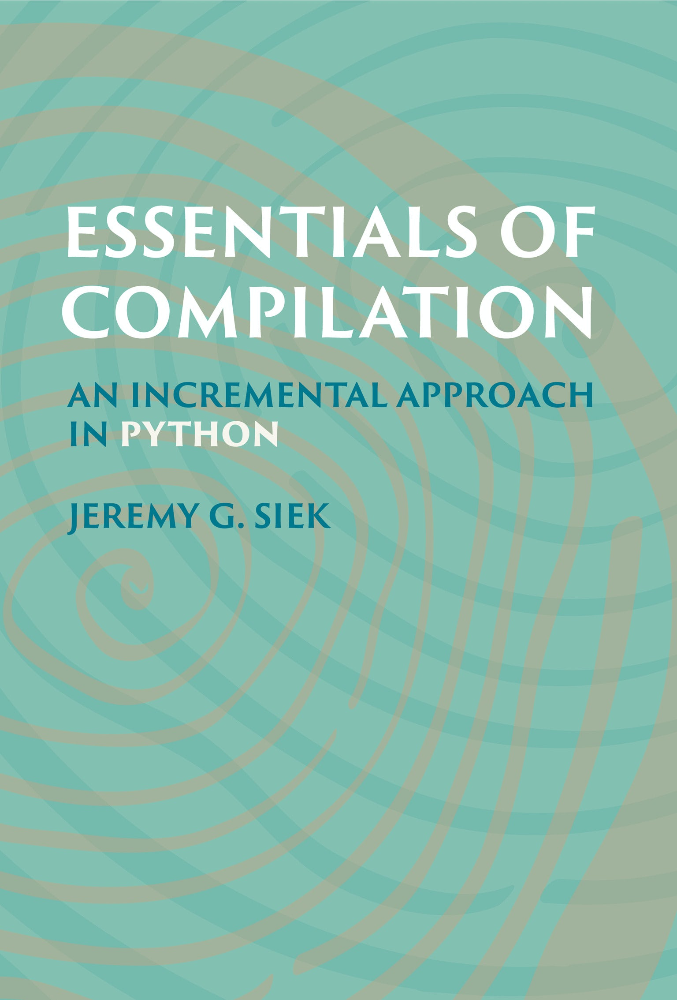 ESSENTIALS OF
COMPILATION
AN INCREMENTAL APPROACH
IN PYTHON
JEREMY G. SIEK